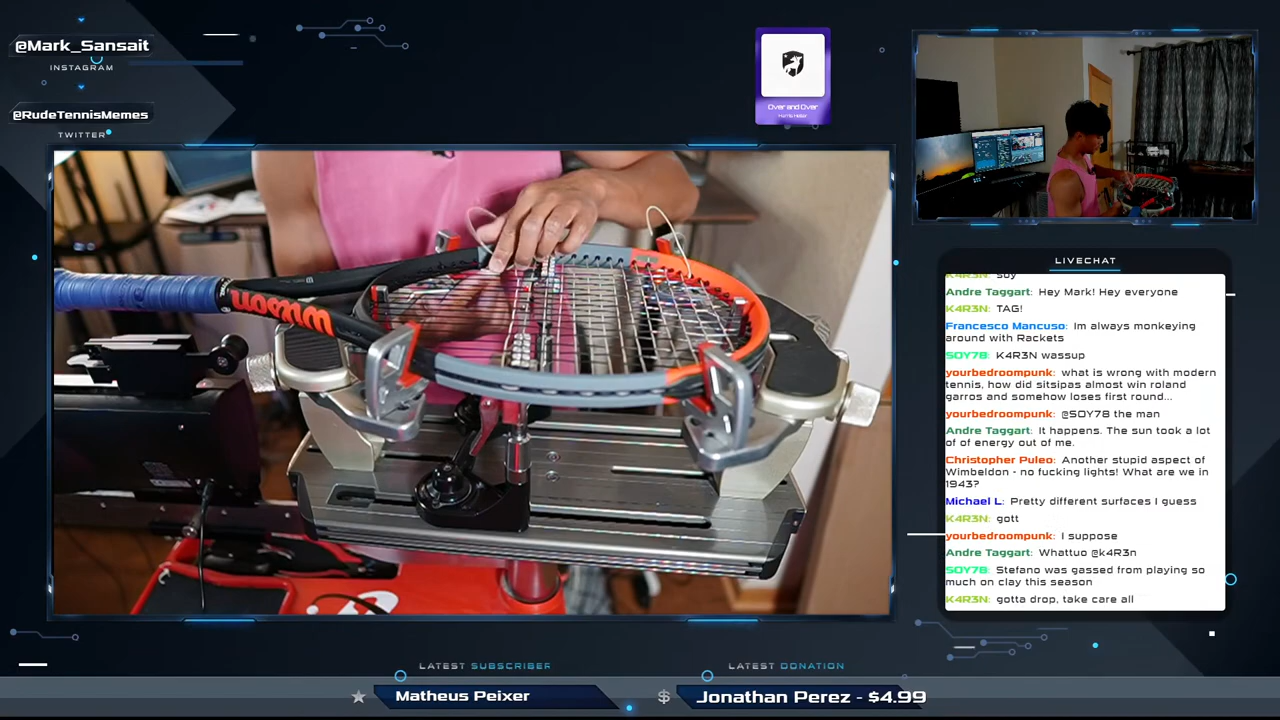 @Mark_Sansait
INSTAGRAM
@RudeTennisMemes
TWITTER
Over and Over
wilson
LIVECHAT
K4R3N: soy
Andre Taggart: Hey Mark! Hey everyone
K4R3N: TAG!
Francesco Mancuso: Im always monkeying
around with Rackets
SOY78: K4R3N wassup
yourbedroompunk: what is wrong with modern
tennis, how did sitsipas almost win roland
garros and somehow loses first round...
yourbedroompunk: @SOY78 the man
Andre Taggart: It happens. The sun took a lot
of of energy out of me.
Christopher Puleo: Another stupid aspect of
Wimbeldon - no fucking lights! What are we in
1943?
Michael L: Pretty different surfaces I guess
K4R3N: gott
yourbedroompunk: I suppose
Andre Taggart: Whattuo @k4R3n
SOY78: Stefano was gassed from playing so
much on clay this season
K4R3N: gotta drop, take care all
LATEST SUBSCRIBER
Matheus Peixer
LATEST DONATION
$ Jonathan Perez - $4.99